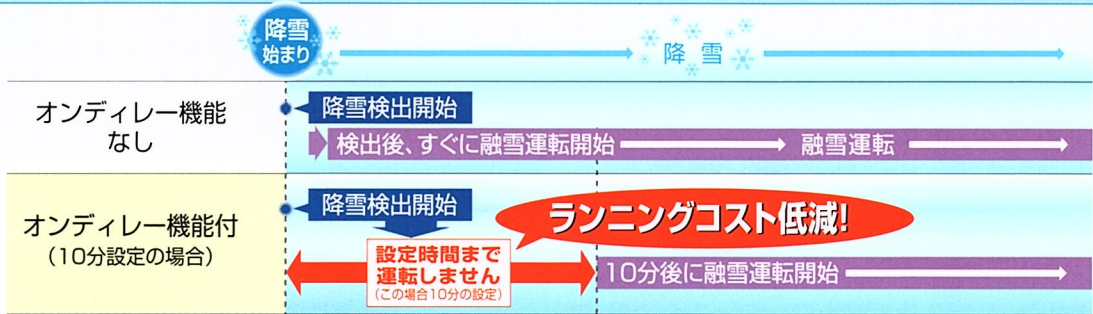 降雪
始まり
降雪
オンディレー機能
なし
降雪検出開始
検出後、すぐに融雪運転開始
融雪運転
オンディレー機能付
(10分設定の場合)
降雪検出開始
ランニングコスト低減!
設定時間まで
運転しません
(この場合10分の設定)
10分後に融雪運転開始